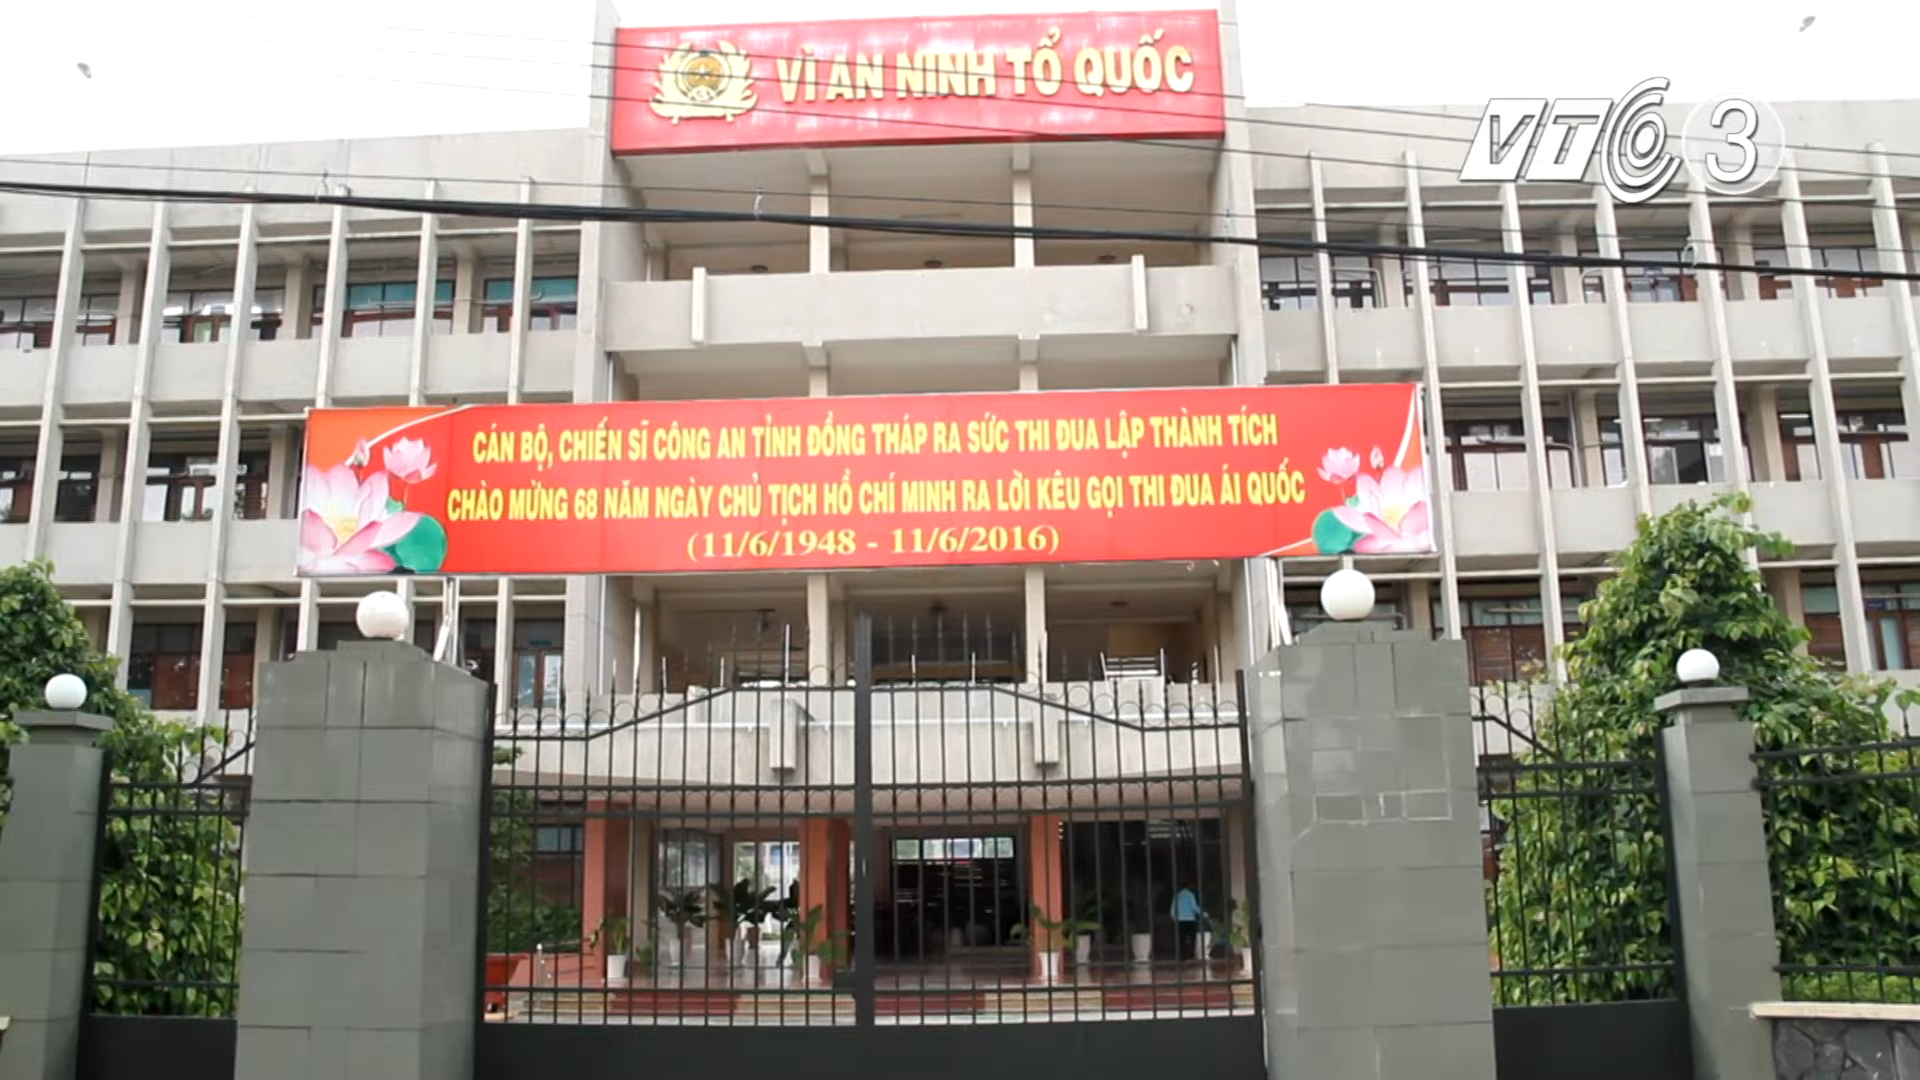 VÌ AN NINH TỔ QUỐC
VTC 3
CÁN BỘ, CHIẾN SĨ CÔNG AN TỈNH ĐỒNG THÁP RA SỨC THI ĐUA LẬP THÀNH TÍCH
CHÀO MỪNG 68 NĂM NGÀY CHỦ TỊCH HỒ CHÍ MINH RA LỜI KÊU GỌI THI ĐUA ÁI QUỐC
(11/6/1948 - 11/6/2016)